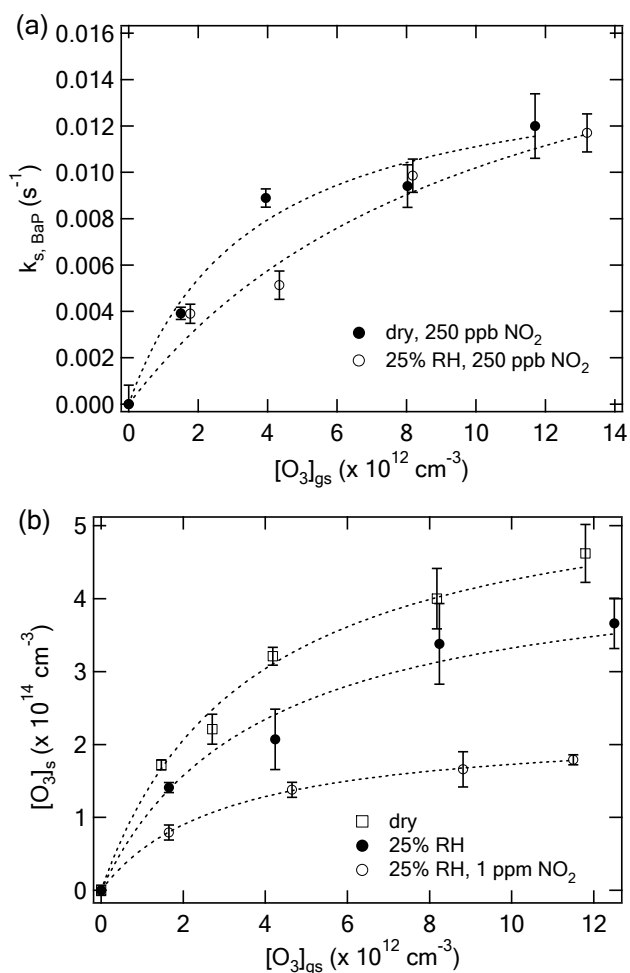 (a)
0.016
0.014
0.012
0.010
0.008
0.006
0.004
0.002
0.000
k_s, BaP (s⁻¹)
dry, 250 ppb NO₂
25% RH, 250 ppb NO₂
0 2 4 6 8 10 12 14
[O₃]gs (x 10¹² cm⁻³)
(b)
5
4
3
2
1
0
[O₃]s (x 10¹⁴ cm⁻³)
dry
25% RH
25% RH, 1 ppm NO₂
0 2 4 6 8 10 12
[O₃]gs (x 10¹² cm⁻³)